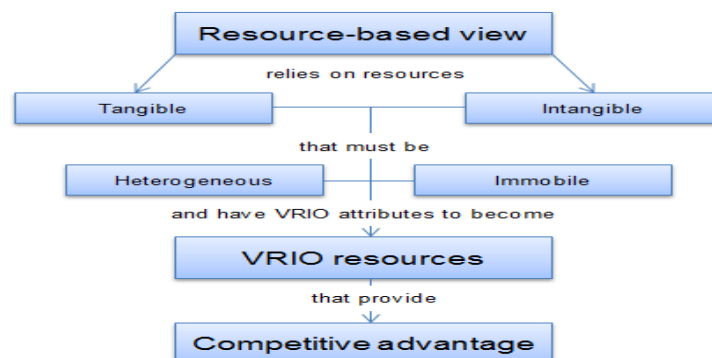 Resource-based view
relies on resources
Tangible
Intangible
that must be
Heterogeneous
Immobile
and have VRIO attributes to become
VRIO resources
that provide
Competitive advantage